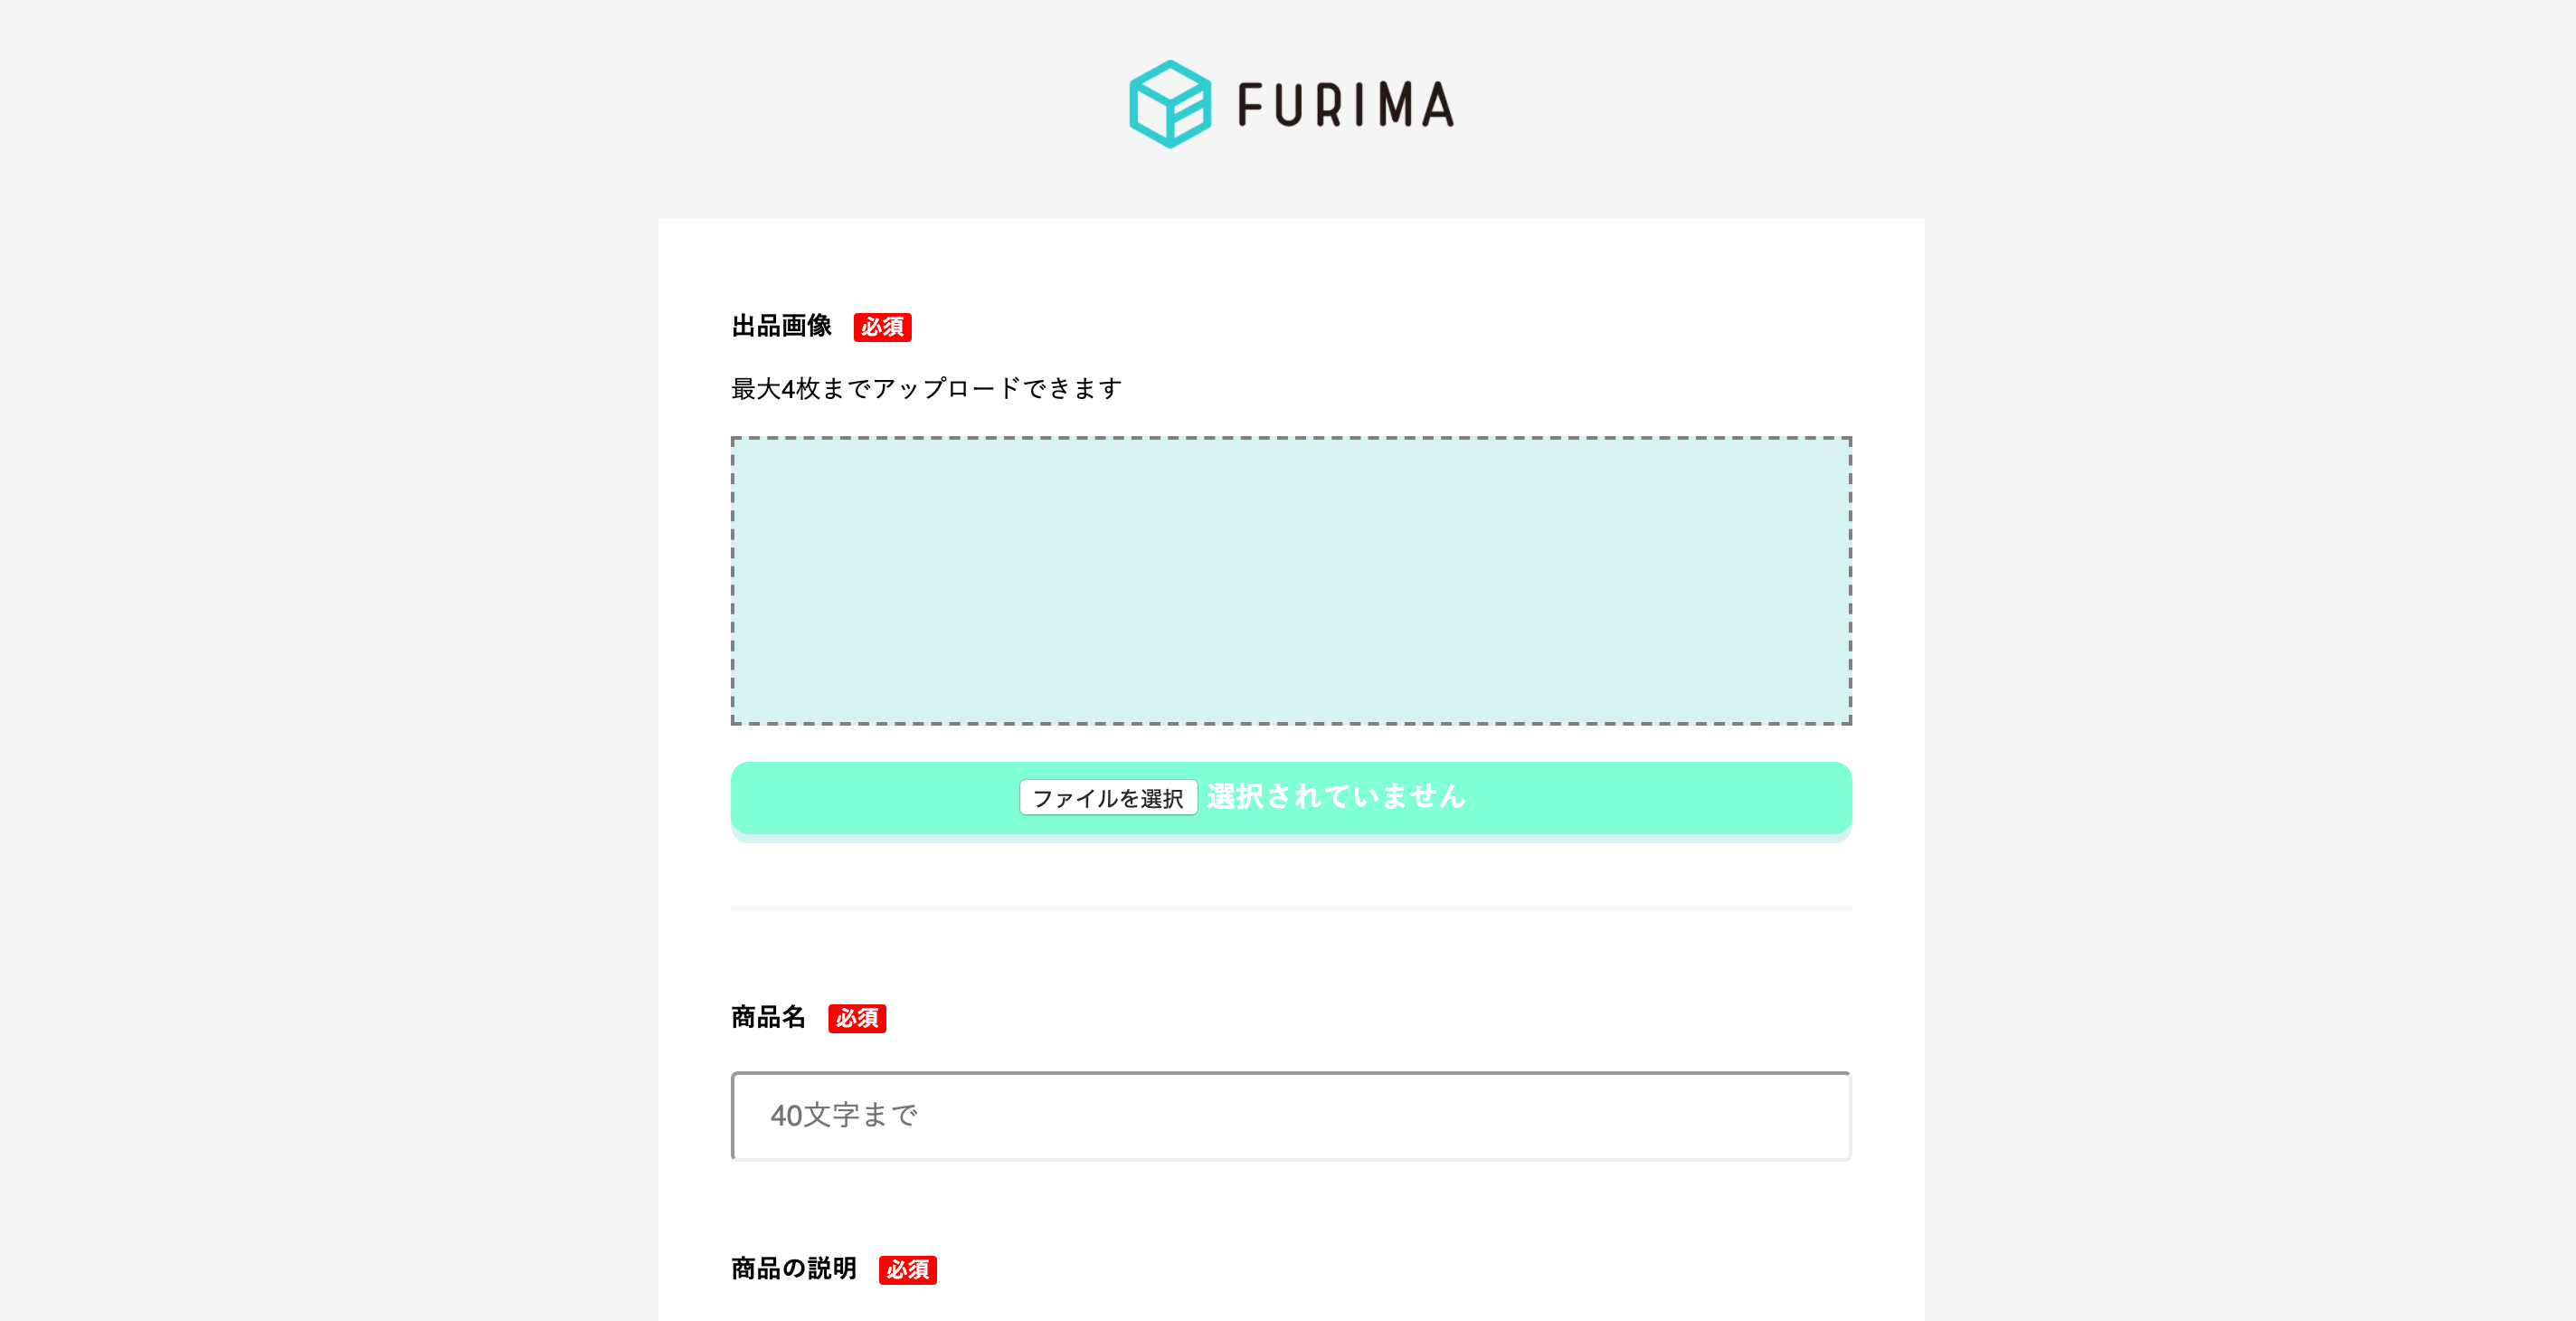 FURIMA
出品画像 必須
最大4枚までアップロードできます
ファイルを選択 選択されていません
商品名 必須
40文字まで
商品の説明 必須